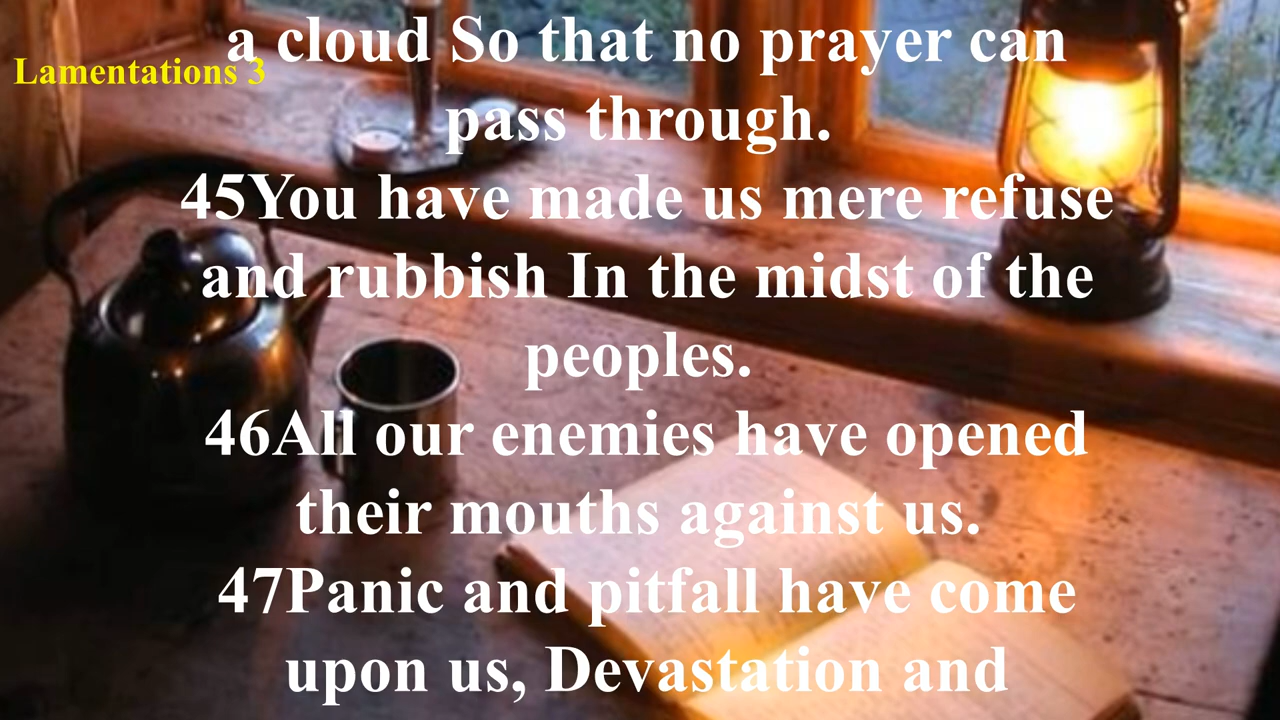 a cloud So that no prayer can
Lamentations 3
pass through.
45You have made us mere refuse
and rubbish In the midst of the
peoples.
46All our enemies have opened
their mouths against us.
47Panic and pitfall have come
upon us, Devastation and